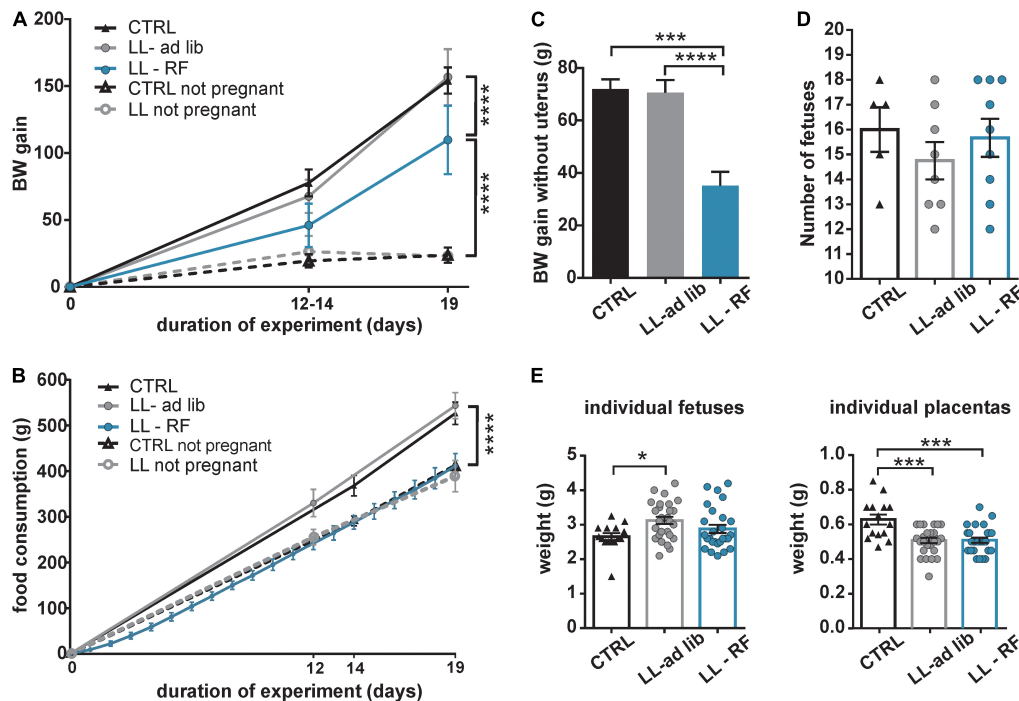 A
BW gain
200
150
100
50
0
CTRL
LL- ad lib
LL - RF
CTRL not pregnant
LL not pregnant
****
****
0
12-14
19
duration of experiment (days)
B
food consumption (g)
600
500
400
300
200
100
0
CTRL
LL- ad lib
LL - RF
CTRL not pregnant
LL not pregnant
****
0
12
14
19
duration of experiment (days)
C
BW gain without uterus (g)
80
60
40
20
0
***
****
CTRL
LL-ad lib
LL - RF
D
Number of fetuses
20
19
18
17
16
15
14
13
12
11
10
CTRL
LL-ad lib
LL - RF
E
individual fetuses
weight (g)
5
4
3
2
1
0
*
CTRL
LL-ad lib
LL - RF
individual placentas
weight (g)
1.0
0.8
0.6
0.4
0.2
0.0
***
***
CTRL
LL-ad lib
LL - RF